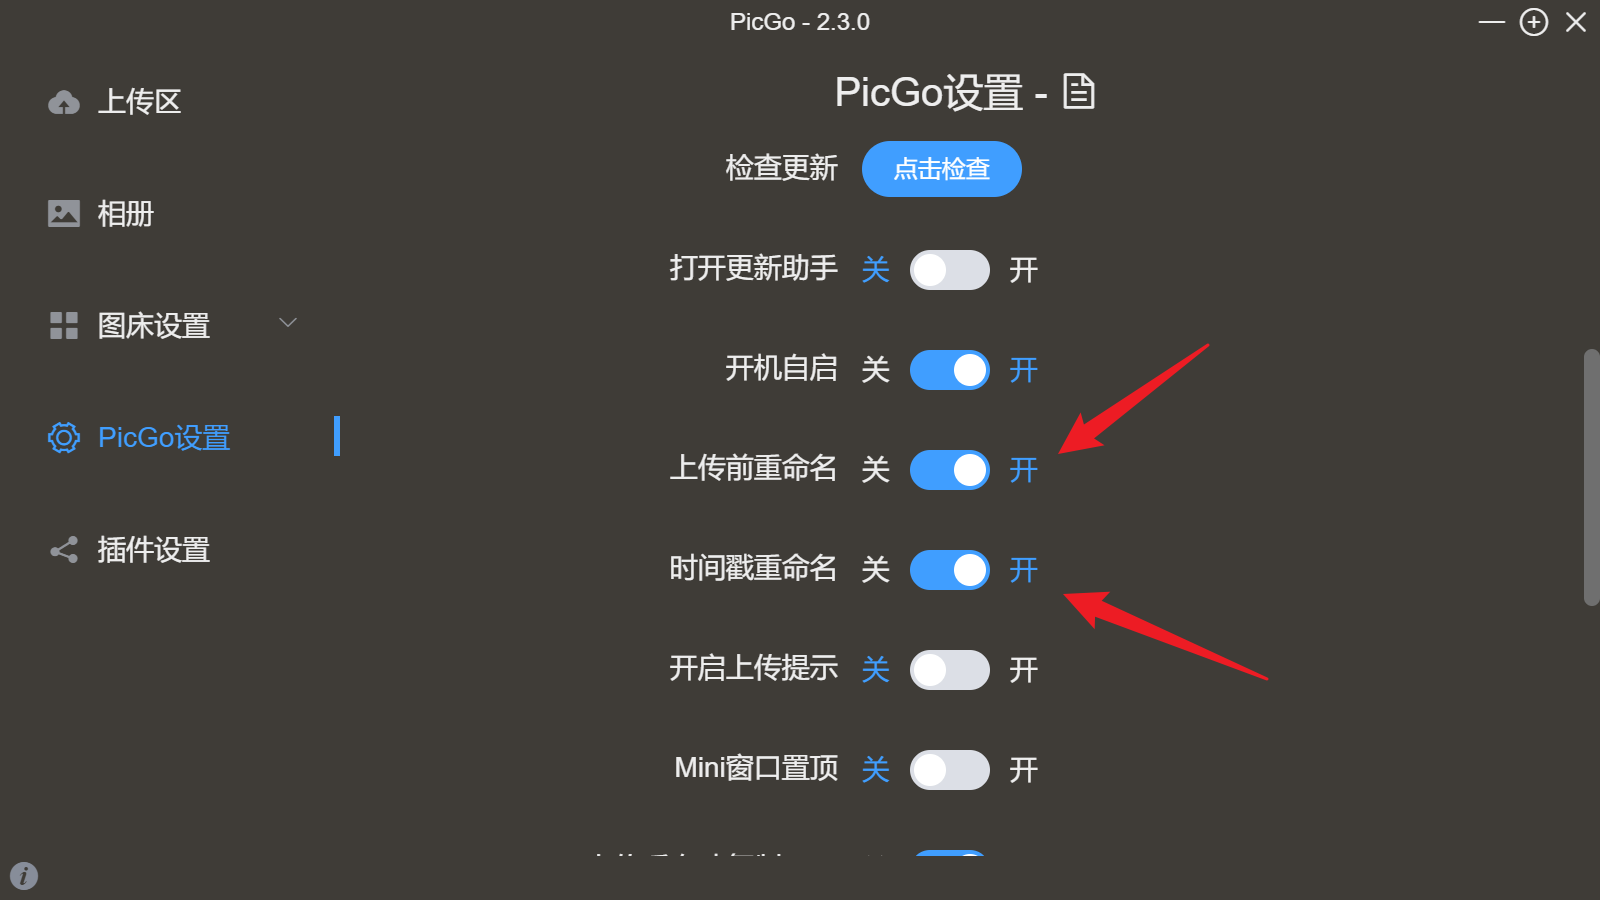 PicGo - 2.3.0
上传区
相册
图床设置
PicGo设置
插件设置
PicGo设置 -
检查更新 点击检查
打开更新助手 关 开
开机自启 关 开
上传前重命名 关 开
时间戳重命名 关 开
开启上传提示 关 开
Mini窗口置顶 关 开